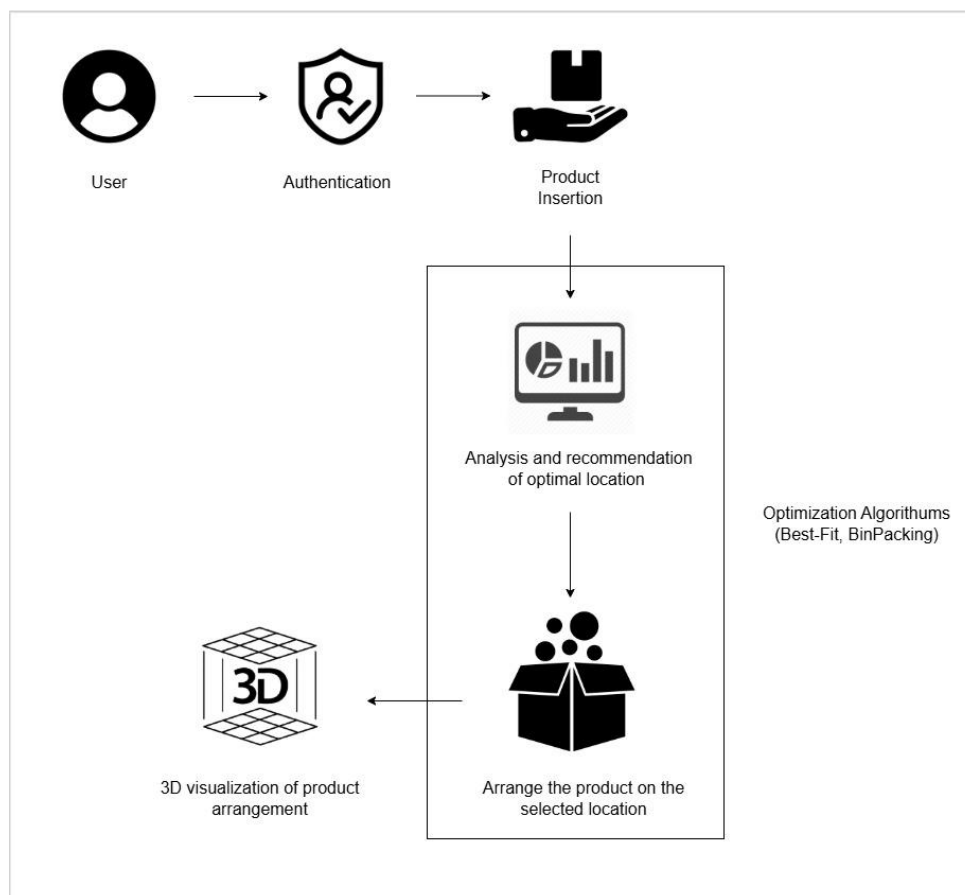 User
Authentication
Product
Insertion
Analysis and recommendation
of optimal location
Optimization Algorithums
(Best-Fit, BinPacking)
3D
3D visualization of product
arrangement
Arrange the product on the
selected location